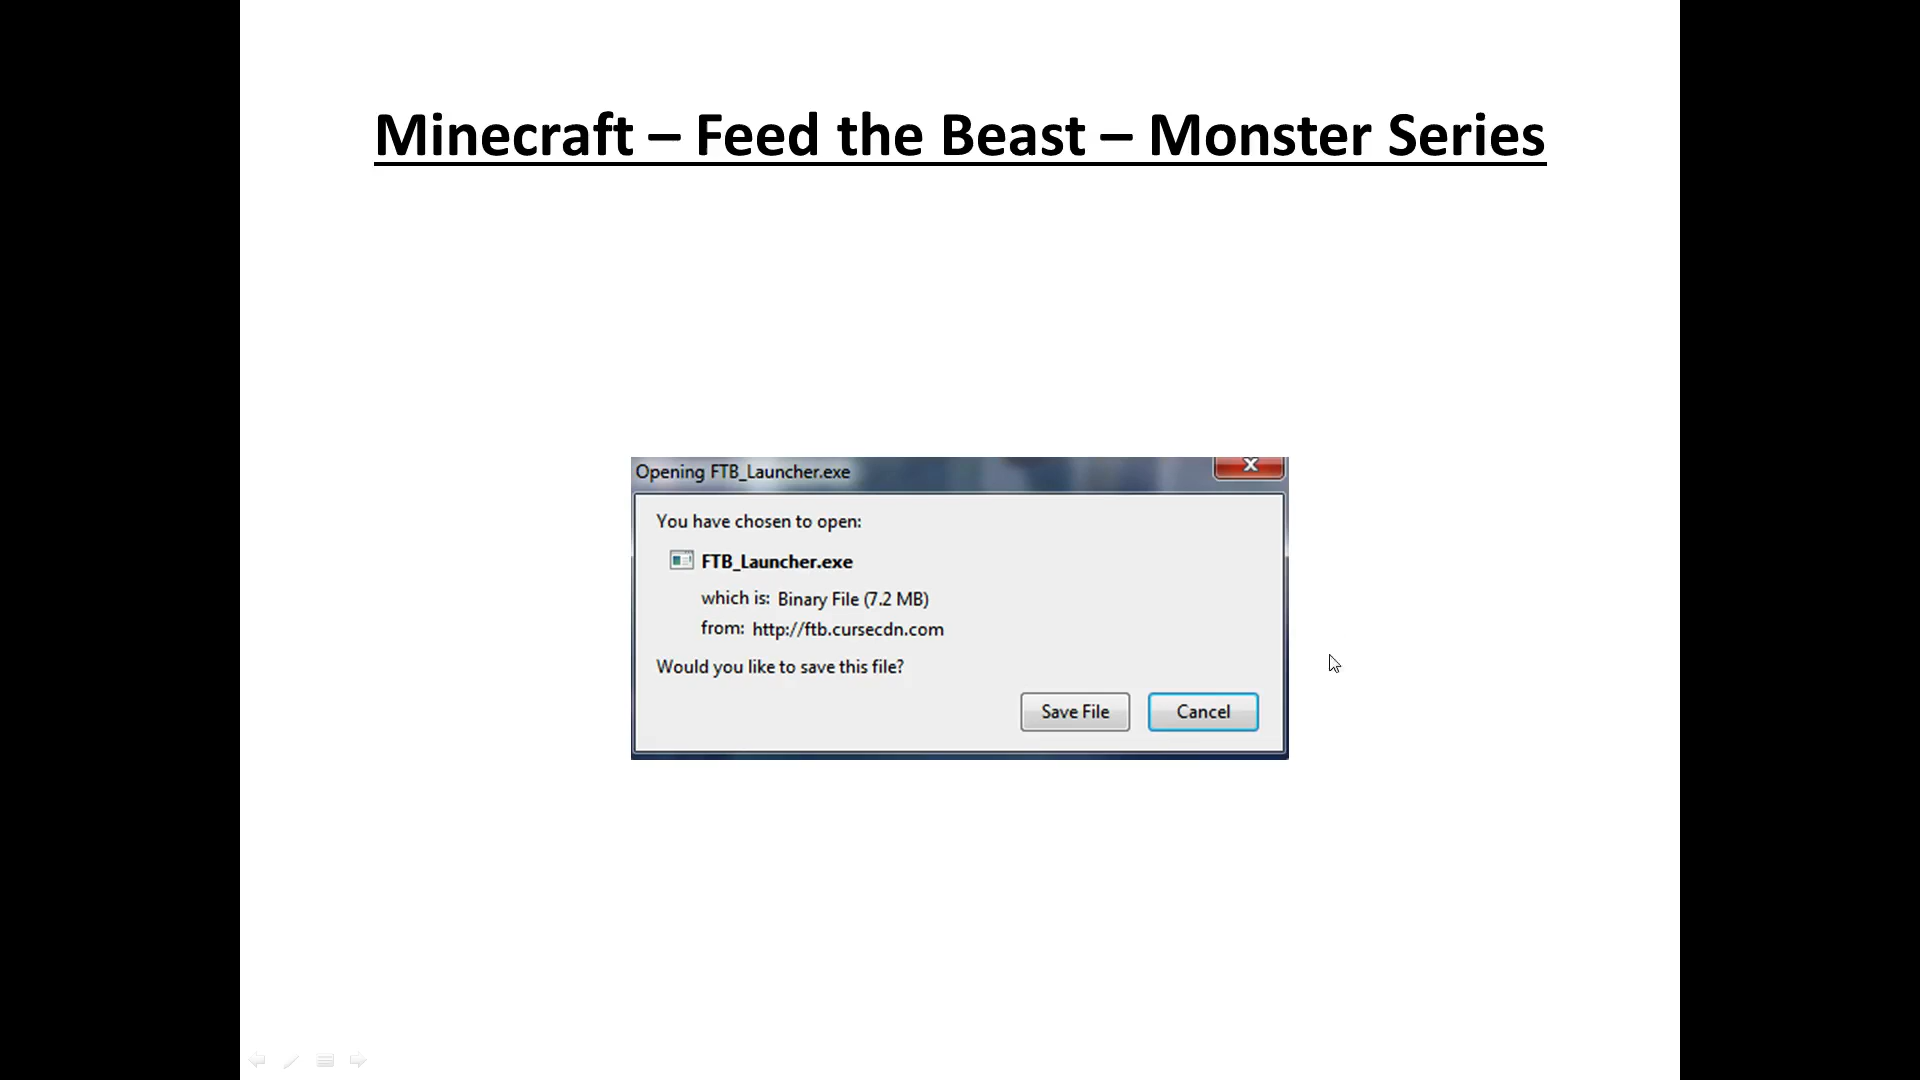 Minecraft – Feed the Beast – Monster Series
Opening FTB_Launcher.exe
You have chosen to open:
FTB_Launcher.exe
which is: Binary File (7.2 MB)
from: http://ftb.cursecdn.com
Would you like to save this file?
Save File Cancel